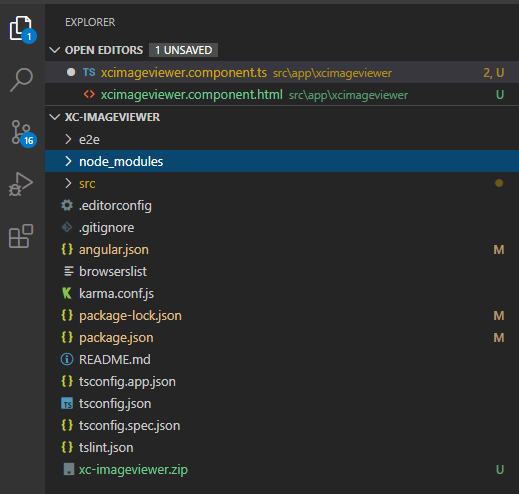 EXPLORER
OPEN EDITORS 1 UNSAVED
TS xcimageviewer.component.ts src\app\xcimageviewer 2, U
<> xcimageviewer.component.html src\app\xcimageviewer U
XC-IMAGEVIEWER
e2e
node_modules
src
.editorconfig
.gitignore
{} angular.json M
browserslist
karma.conf.js
{} package-lock.json M
{} package.json M
README.md
{} tsconfig.app.json
TS tsconfig.json
{} tsconfig.spec.json
{} tslint.json
xc-imageviewer.zip U
1
16